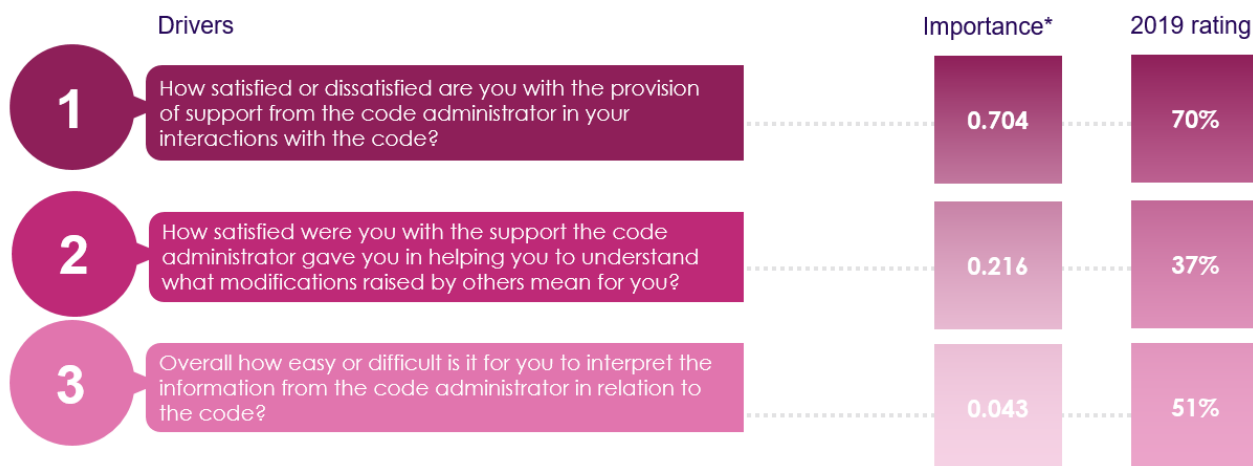 Drivers
Importance*
2019 rating
1
How satisfied or dissatisfied are you with the provision
of support from the code administrator in your
interactions with the code?
0.704
70%
2
How satisfied were you with the support the code
administrator gave you in helping you to understand
what modifications raised by others mean for you?
0.216
37%
3
Overall how easy or difficult is it for you to interpret the
information from the code administrator in relation to
the code?
0.043
51%